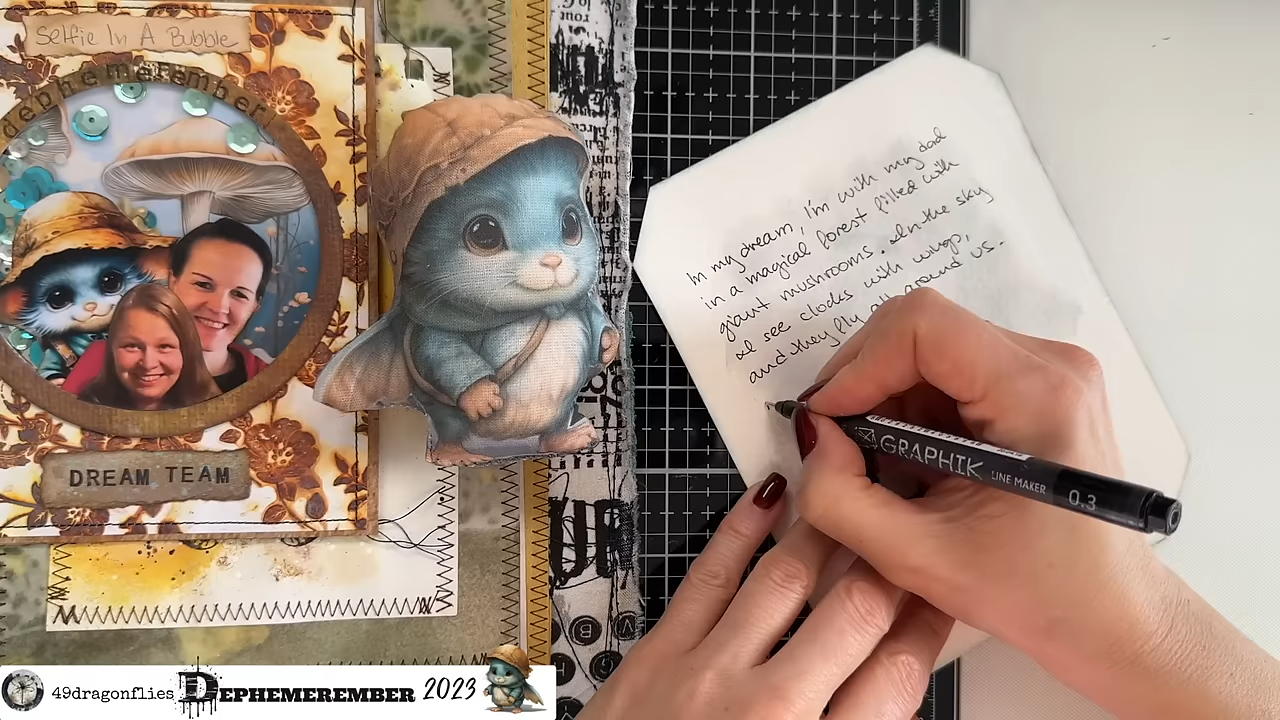 Selfie In A Bubble
dephemerember!
DREAM TEAM
In my dream, I'm with my dad
in a magical forest filled with
giant mushrooms. In the sky
I see clocks with wings,
and they fly all around us.
GRAPHIK LINE MAKER 0.3
49dragonflies DEPHEMEREMBER 2023